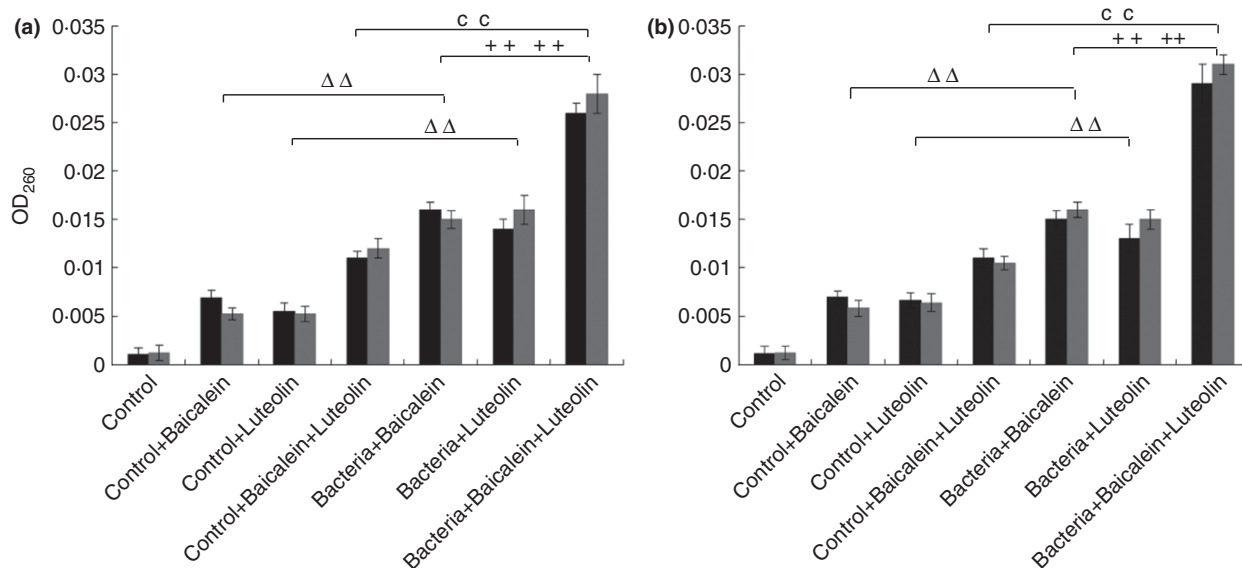 (a)
0·035
0·03
0·025
0·02
0·015
0·01
0·005
0
OD260
c c
++ ++
Δ Δ
Δ Δ
Control
Control+Baicalein
Control+Luteolin
Control+Baicalein+Luteolin
Bacteria+Baicalein
Bacteria+Luteolin
Bacteria+Baicalein+Luteolin
(b)
0·035
0·03
0·025
0·02
0·015
0·01
0·005
0
c c
++ ++
Δ Δ
Δ Δ
Control
Control+Baicalein
Control+Luteolin
Control+Baicalein+Luteolin
Bacteria+Baicalein
Bacteria+Luteolin
Bacteria+Baicalein+Luteolin